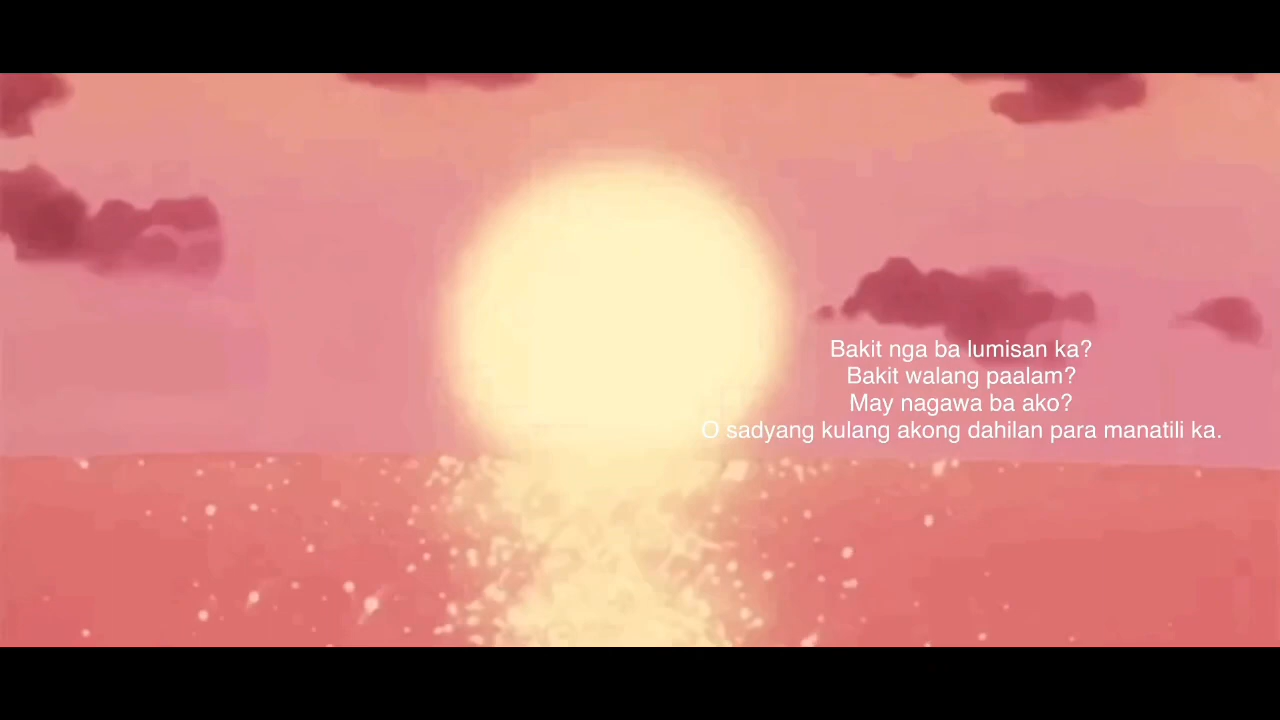 Bakit nga ba lumisan ka?
Bakit walang paalam?
May nagawa ba ako?
O sadyang kulang akong dahilan para manatili ka.